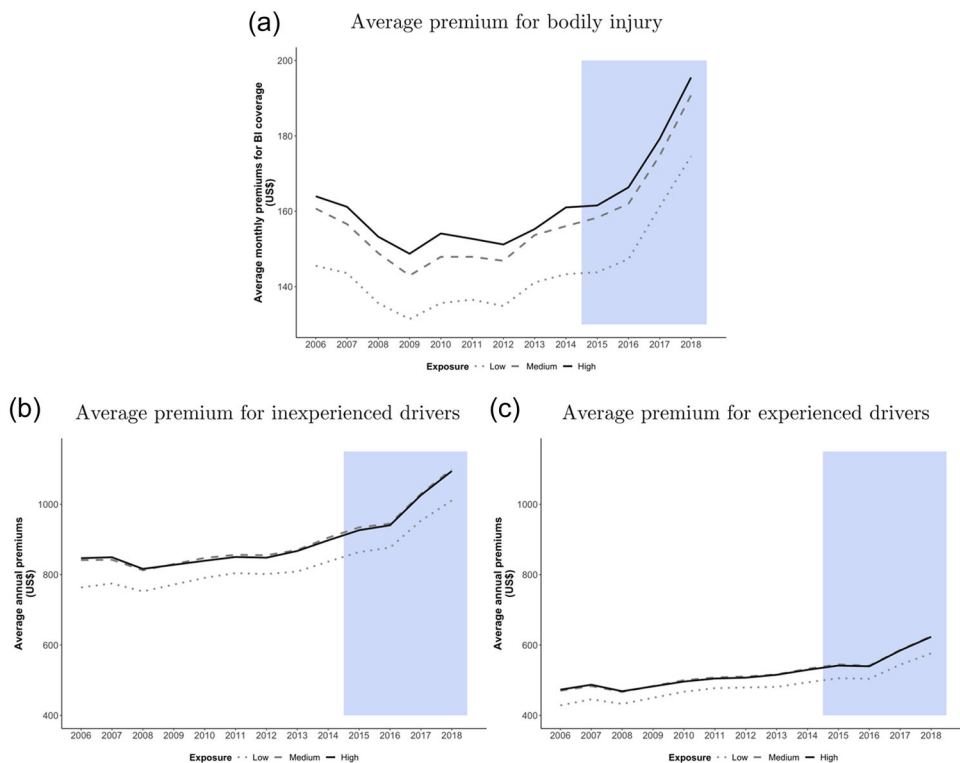 (a) Average premium for bodily injury
Average monthly premiums for BI coverage
(US$)
200
180
160
140
2006 2007 2008 2009 2010 2011 2012 2013 2014 2015 2016 2017 2018
Exposure Low Medium High
(b) Average premium for inexperienced drivers
Average annual premiums
(US$)
1000
800
600
400
2006 2007 2008 2009 2010 2011 2012 2013 2014 2015 2016 2017 2018
Exposure Low Medium High
(c) Average premium for experienced drivers
Average annual premiums
(US$)
1000
800
600
400
2006 2007 2008 2009 2010 2011 2012 2013 2014 2015 2016 2017 2018
Exposure Low Medium High